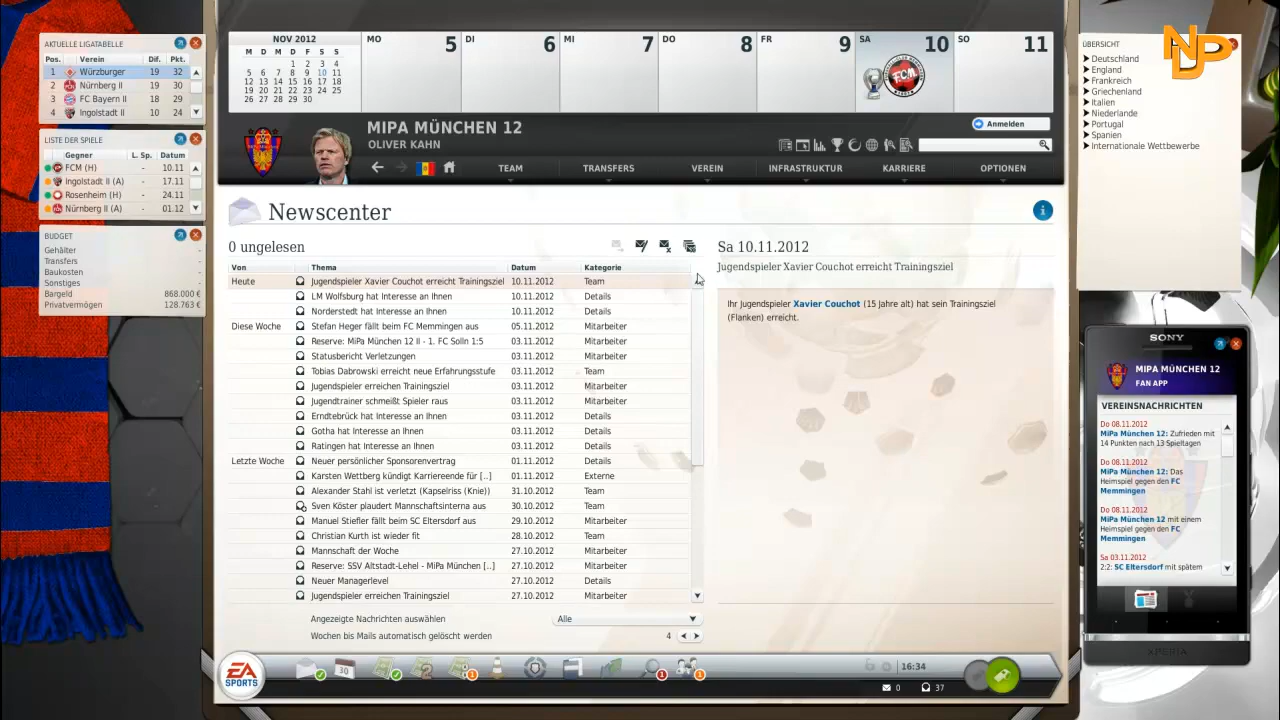 AKTUELLE LIGATABELLE
Pos. Verein Dif. Pkt.
1 Würzburger 19 32
2 Nürnberg II 19 30
3 FC Bayern II 18 29
4 Ingolstadt II 10 24
LISTE DER SPIELE
Gegner L. Sp. Datum
FCM (H) - 10.11
Ingolstadt II (A) - 17.11
Rosenheim (H) - 24.11
Nürnberg II (A) - 01.12
BUDGET
Gehälter -
Transfers -
Baukosten -
Sonstiges -
Bargeld 868.000 €
Privatvermögen 128.763 €
NOV 2012
M D M D F S S
1 2 3 4
5 6 7 8 9 10 11
12 13 14 15 16 17 18
19 20 21 22 23 24 25
26 27 28 29 30
MO 5
DI 6
MI 7
DO 8
FR 9
SA 10
FCM
SO 11
MIPA MÜNCHEN 12
OLIVER KAHN
Anmelden
TEAM TRANSFERS VEREIN INFRASTRUKTUR KARRIERE OPTIONEN
Newscenter
0 ungelesen
Von Thema Datum Kategorie
Heute Jugendspieler Xavier Couchot erreicht Trainingsziel 10.11.2012 Team
LM Wolfsburg hat Interesse an Ihnen 10.11.2012 Details
Norderstedt hat Interesse an Ihnen 10.11.2012 Details
Diese Woche Stefan Heger fällt beim FC Memmingen aus 05.11.2012 Mitarbeiter
Reserve: MiPa München 12 II - 1. FC Solln 1:5 03.11.2012 Mitarbeiter
Statusbericht Verletzungen 03.11.2012 Mitarbeiter
Tobias Dabrowski erreicht neue Erfahrungsstufe 03.11.2012 Team
Jugendspieler erreichen Trainingsziel 03.11.2012 Mitarbeiter
Jugendtrainer schmeißt Spieler raus 03.11.2012 Mitarbeiter
Erndtebrück hat Interesse an Ihnen 03.11.2012 Details
Gotha hat Interesse an Ihnen 03.11.2012 Details
Ratingen hat Interesse an Ihnen 03.11.2012 Details
Letzte Woche Neuer persönlicher Sponsorenvertrag 01.11.2012 Details
Karsten Wettberg kündigt Karriereende für [..] 01.11.2012 Externe
Alexander Stahl ist verletzt (Kapselriss (Knie)) 31.10.2012 Team
Sven Köster plaudert Mannschaftsinterna aus 30.10.2012 Team
Manuel Stiefler fällt beim SC Eltersdorf aus 29.10.2012 Mitarbeiter
Christian Kurth ist wieder fit 28.10.2012 Team
Mannschaft der Woche 27.10.2012 Mitarbeiter
Reserve: SSV Altstadt-Lehel - MiPa München [..] 27.10.2012 Mitarbeiter
Neuer Managerlevel 27.10.2012 Details
Jugendspieler erreichen Trainingsziel 27.10.2012 Mitarbeiter
Angezeigte Nachrichten auswählen Alle
Wochen bis Mails automatisch gelöscht werden 4
Sa 10.11.2012
Jugendspieler Xavier Couchot erreicht Trainingsziel
Ihr Jugendspieler Xavier Couchot (15 Jahre alt) hat sein Trainingsziel
(Flanken) erreicht.
EA
SPORTS
30
1
1
1
16:34
0 37
NDP
ÜBERSICHT
Deutschland
England
Frankreich
Griechenland
Italien
Niederlande
Portugal
Spanien
Internationale Wettbewerbe
SONY
MIPA MÜNCHEN 12
FAN APP
VEREINSNACHRICHTEN
Do 08.11.2012
MiPa München 12: Zufrieden mit
14 Punkten nach 13 Spieltagen
Do 08.11.2012
MiPa München 12: Das
Heimspiel gegen den FC
Memmingen
Do 08.11.2012
MiPa München 12 mit einem
Heimspiel gegen den FC
Memmingen
Sa 03.11.2012
2:2: SC Eltersdorf mit spätem
XPERIA